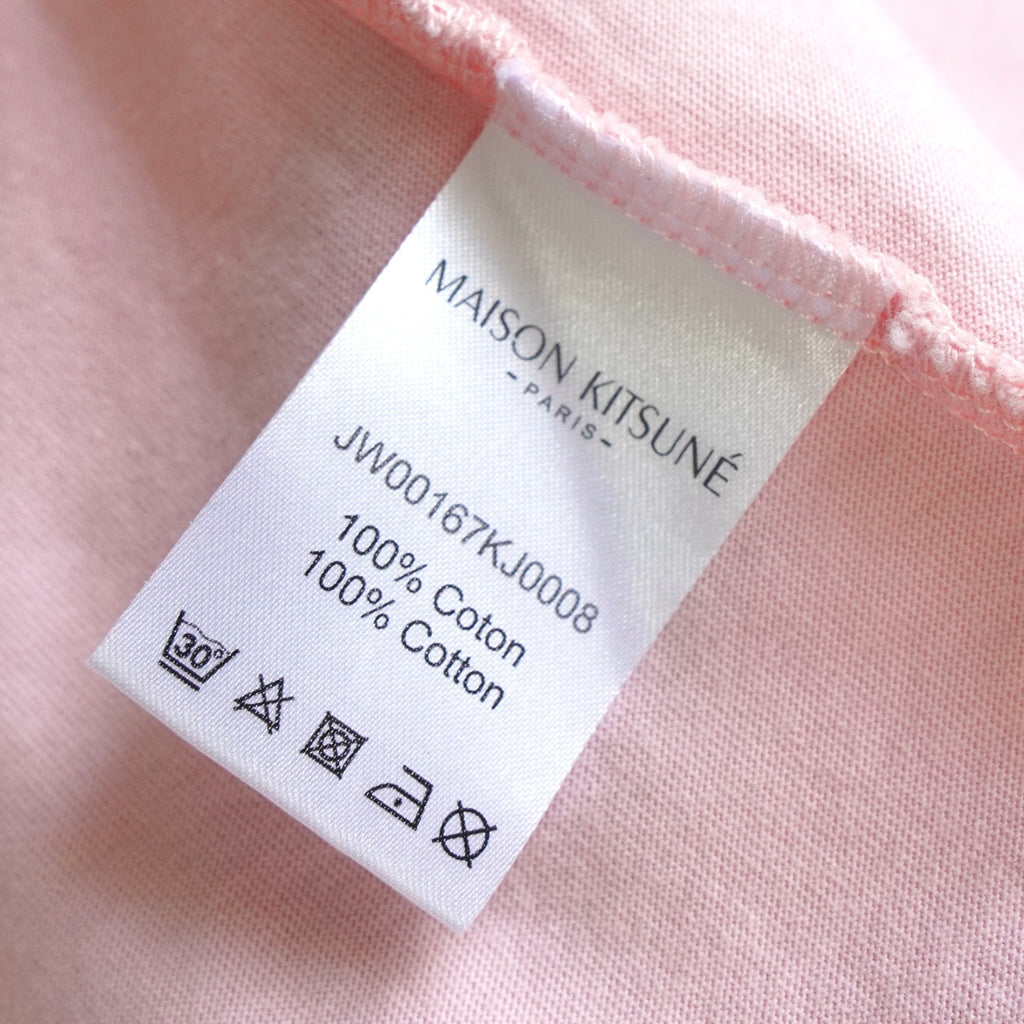 MAISON KITSUNÉ
-PARIS-
JW00167KJ0008
100% Coton
100% Cotton
30°